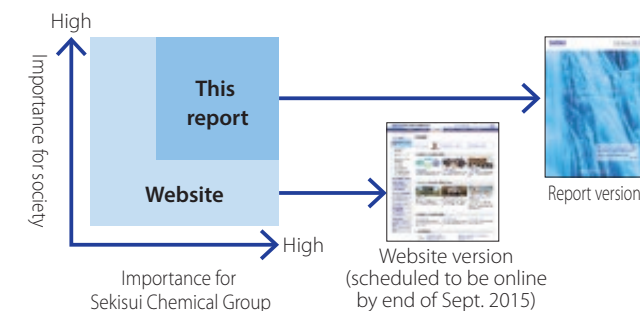 High
Importance for society
This
report
Website
High
Importance for
Sekisui Chemical Group
Website version
(scheduled to be online
by end of Sept. 2015)
Report version